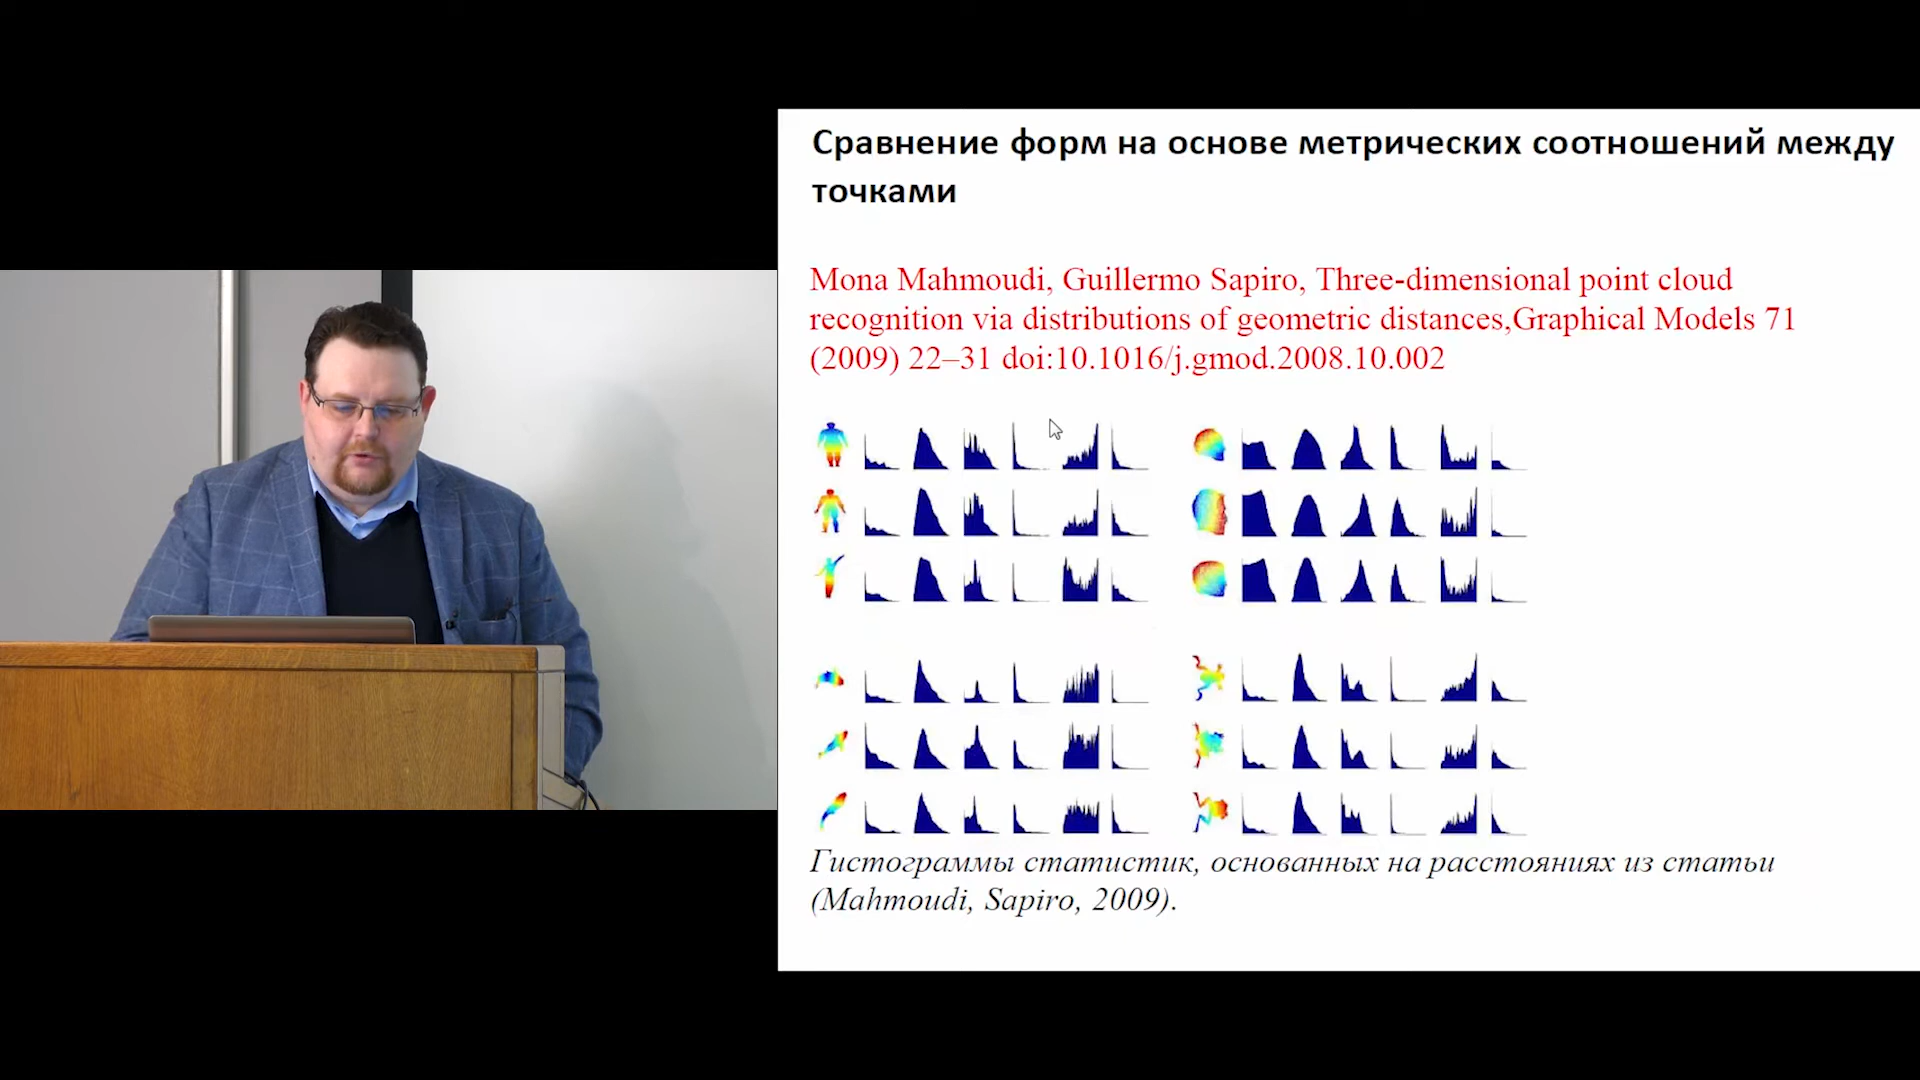 Сравнение форм на основе метрических соотношений между
точками
Mona Mahmoudi, Guillermo Sapiro, Three-dimensional point cloud
recognition via distributions of geometric distances,Graphical Models 71
(2009) 22–31 doi:10.1016/j.gmod.2008.10.002
Гистограммы статистик, основанных на расстояниях из статьи
(Mahmoudi, Sapiro, 2009).